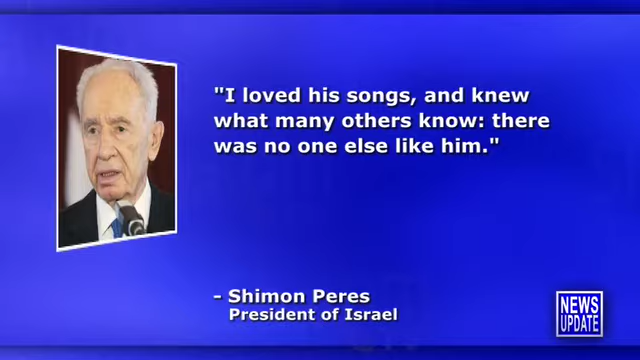 "I loved his songs, and knew
what many others know: there
was no one else like him."
- Shimon Peres
President of Israel
NEWS
UPDATE